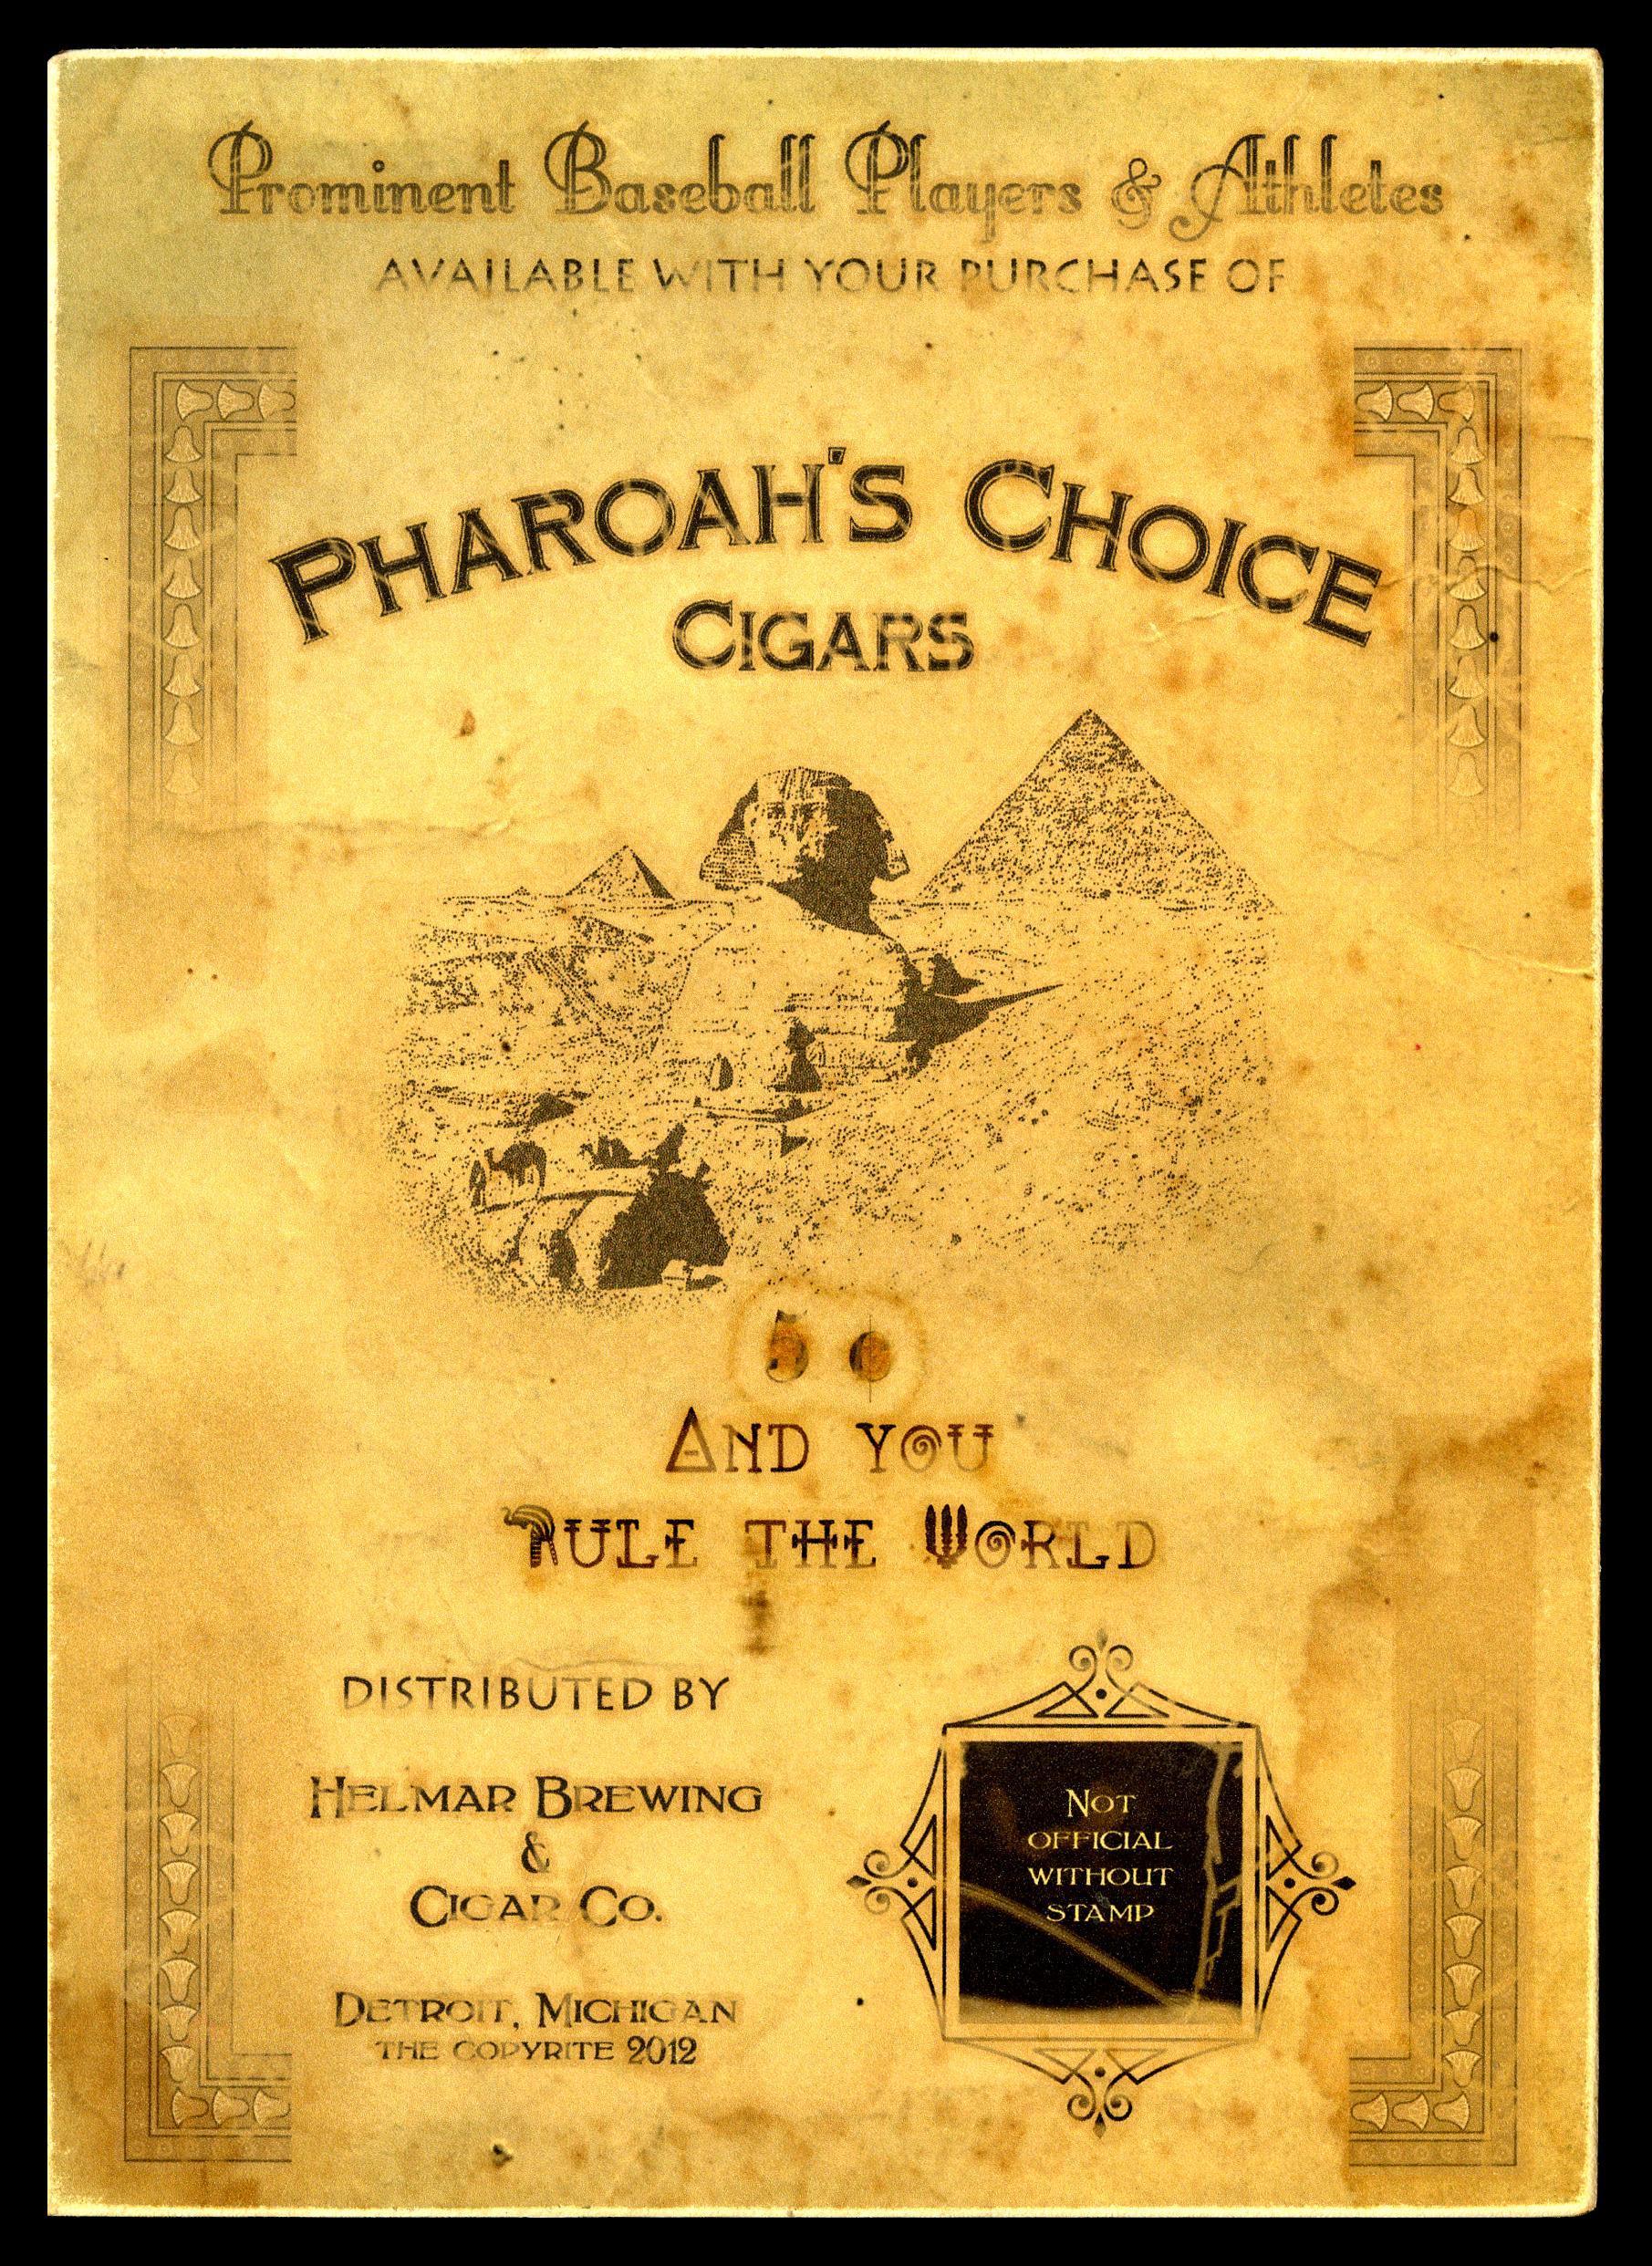 Prominent Baseball Players & Athletes
AVAILABLE WITH YOUR PURCHASE OF
PHAROAH'S CHOICE
CIGARS
5 ¢
AND YOU
RULE THE WORLD
DISTRIBUTED BY
HELMAR BREWING
&
CIGAR CO.
DETROIT, MICHIGAN
THE COPYRITE 2012
NOT
OFFICIAL
WITHOUT
STAMP